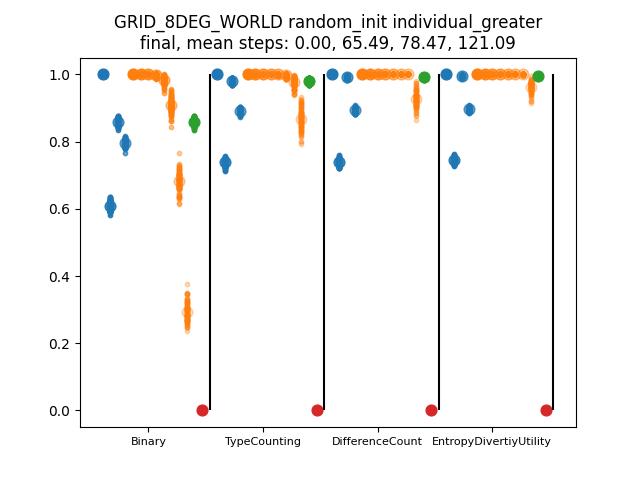 GRID_8DEG_WORLD random_init individual_greater
final, mean steps: 0.00, 65.49, 78.47, 121.09
1.0
0.8
0.6
0.4
0.2
0.0
Binary
TypeCounting
DifferenceCount
EntropyDivertiyUtility